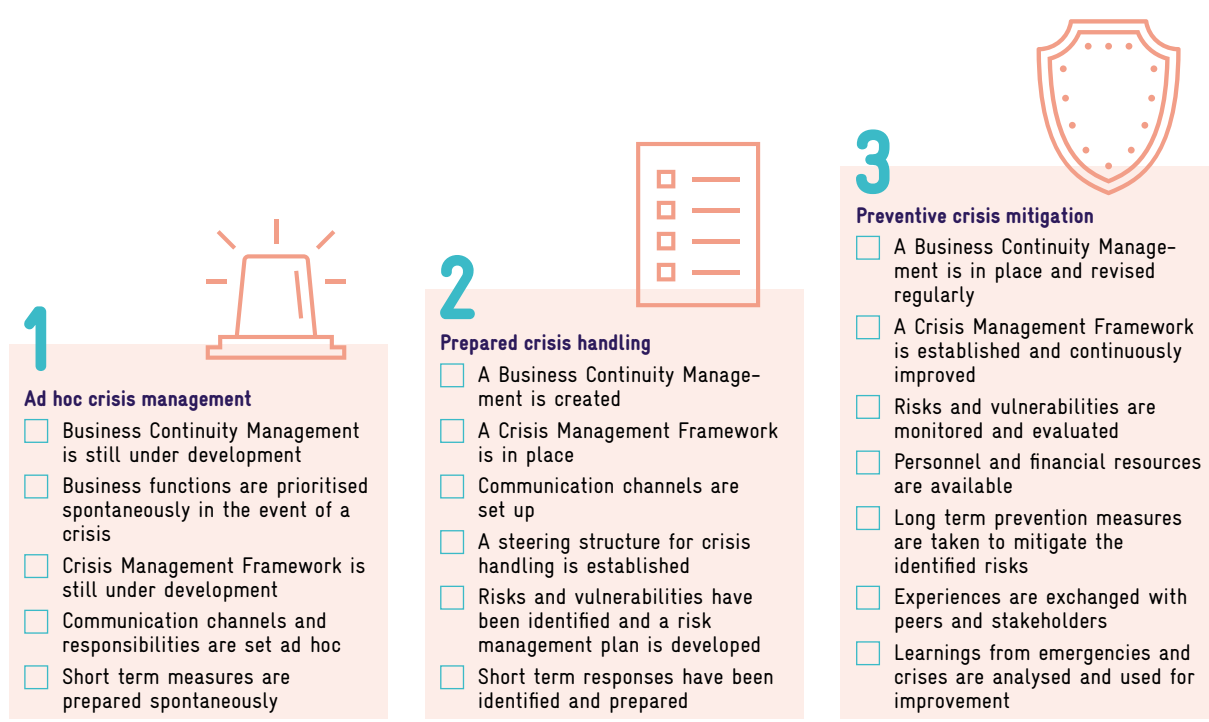 1
Ad hoc crisis management
Business Continuity Management
is still under development
Business functions are prioritised
spontaneously in the event of a
crisis
Crisis Management Framework is
still under development
Communication channels and
responsibilities are set ad hoc
Short term measures are
prepared spontaneously
2
Prepared crisis handling
A Business Continuity Manage-
ment is created
A Crisis Management Framework
is in place
Communication channels are
set up
A steering structure for crisis
handling is established
Risks and vulnerabilities have
been identified and a risk
management plan is developed
Short term responses have been
identified and prepared
3
Preventive crisis mitigation
A Business Continuity Manage-
ment is in place and revised
regularly
A Crisis Management Framework
is established and continuously
improved
Risks and vulnerabilities are
monitored and evaluated
Personnel and financial resources
are available
Long term prevention measures
are taken to mitigate the
identified risks
Experiences are exchanged with
peers and stakeholders
Learnings from emergencies and
crises are analysed and used for
improvement